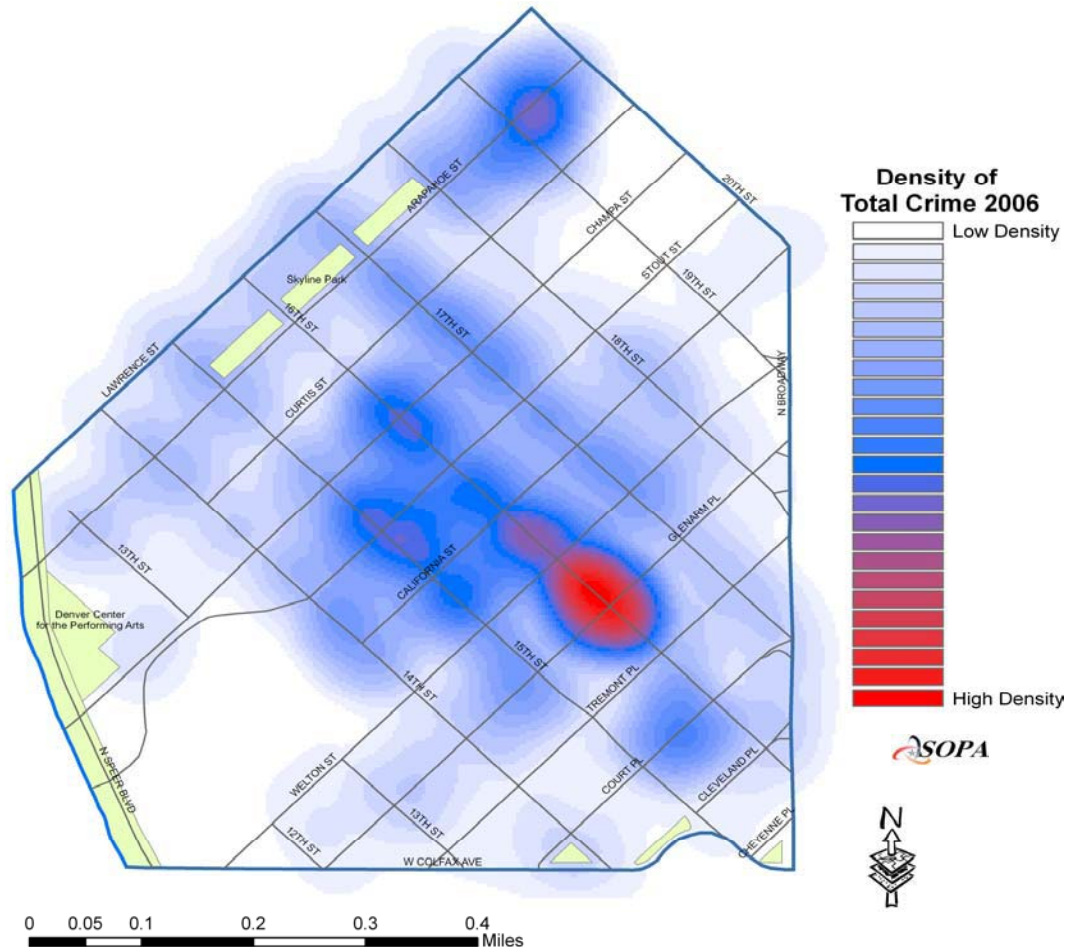 20TH ST
ARAPAHOE ST
CHAMPA ST
STOUT ST
19TH ST
Skyline Park
16TH ST
17TH ST
18TH ST
N BROADWAY
LAWRENCE ST
CURTIS ST
GLENARM PL
CALIFORNIA ST
13TH ST
Denver Center
for the Performing Arts
15TH ST
14TH ST
TREMONT PL
N SPEER BLVD
WELTON ST
COURT PL
CLEVELAND PL
13TH ST
12TH ST
CHEYENNE PL
W COLFAX AVE
Density of
Total Crime 2006
Low Density
High Density
SOPA
N
0 0.05 0.1 0.2 0.3 0.4
Miles